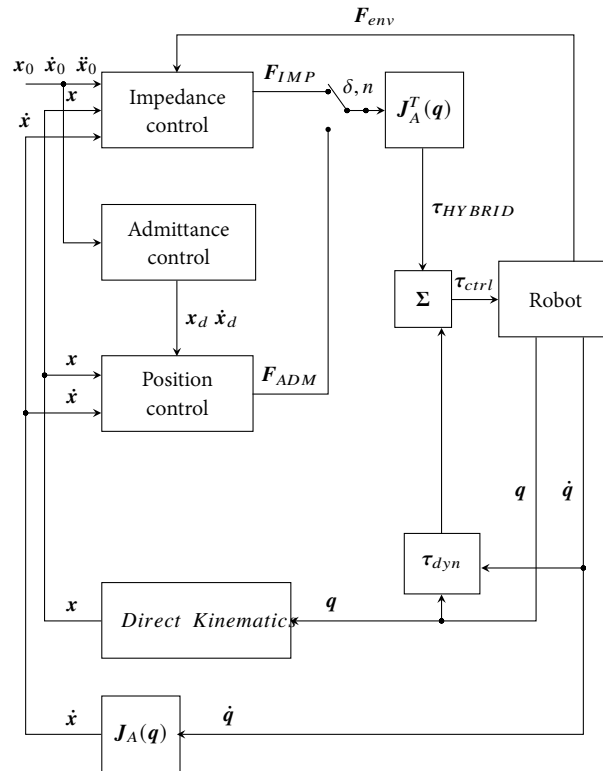 F_env
x_0 ẋ_0 ẍ_0
x
ẋ
Impedance
control
F_IMP
δ, n
J_A^T(q)
τ_HYBRID
Admittance
control
x_d ẋ_d
Σ
τ_ctrl
Robot
x
ẋ
Position
control
F_ADM
q
q̇
τ_dyn
x
Direct Kinematics
q
ẋ
J_A(q)
q̇